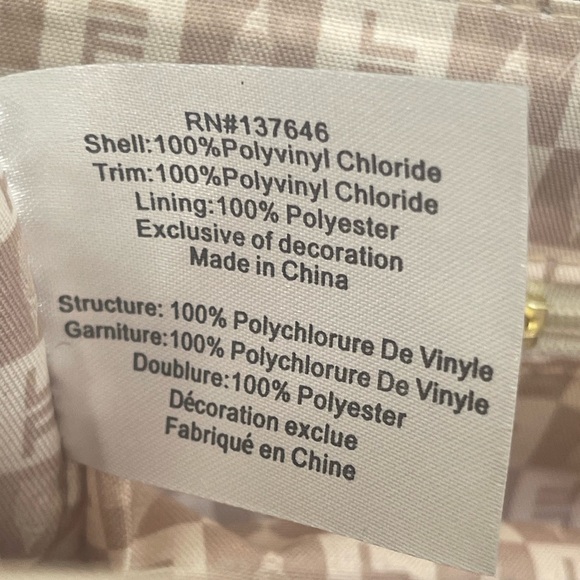 RN#137646
Shell:100%Polyvinyl Chloride
Trim:100%Polyvinyl Chloride
Lining:100% Polyester
Exclusive of decoration
Made in China
Structure: 100% Polychlorure De Vinyle
Garniture:100% Polychlorure De Vinyle
Doublure:100% Polyester
Décoration exclue
Fabriqué en Chine